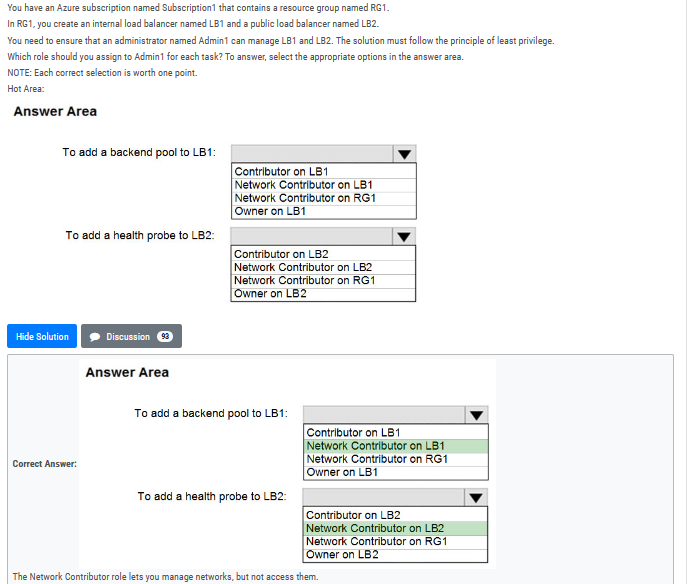 You have an Azure subscription named Subscription1 that contains a resource group named RG1.
In RG1, you create an internal load balancer named LB1 and a public load balancer named LB2.
You need to ensure that an administrator named Admin1 can manage LB1 and LB2. The solution must follow the principle of least privilege.
Which role should you assign to Admin1 for each task? To answer, select the appropriate options in the answer area.
NOTE: Each correct selection is worth one point.
Hot Area:
Answer Area
To add a backend pool to LB1:
Contributor on LB1
Network Contributor on LB1
Network Contributor on RG1
Owner on LB1
To add a health probe to LB2:
Contributor on LB2
Network Contributor on LB2
Network Contributor on RG1
Owner on LB2
Hide Solution
Discussion 93
Correct Answer:
Answer Area
To add a backend pool to LB1:
Contributor on LB1
Network Contributor on LB1
Network Contributor on RG1
Owner on LB1
To add a health probe to LB2:
Contributor on LB2
Network Contributor on LB2
Network Contributor on RG1
Owner on LB2
The Network Contributor role lets you manage networks, but not access them.